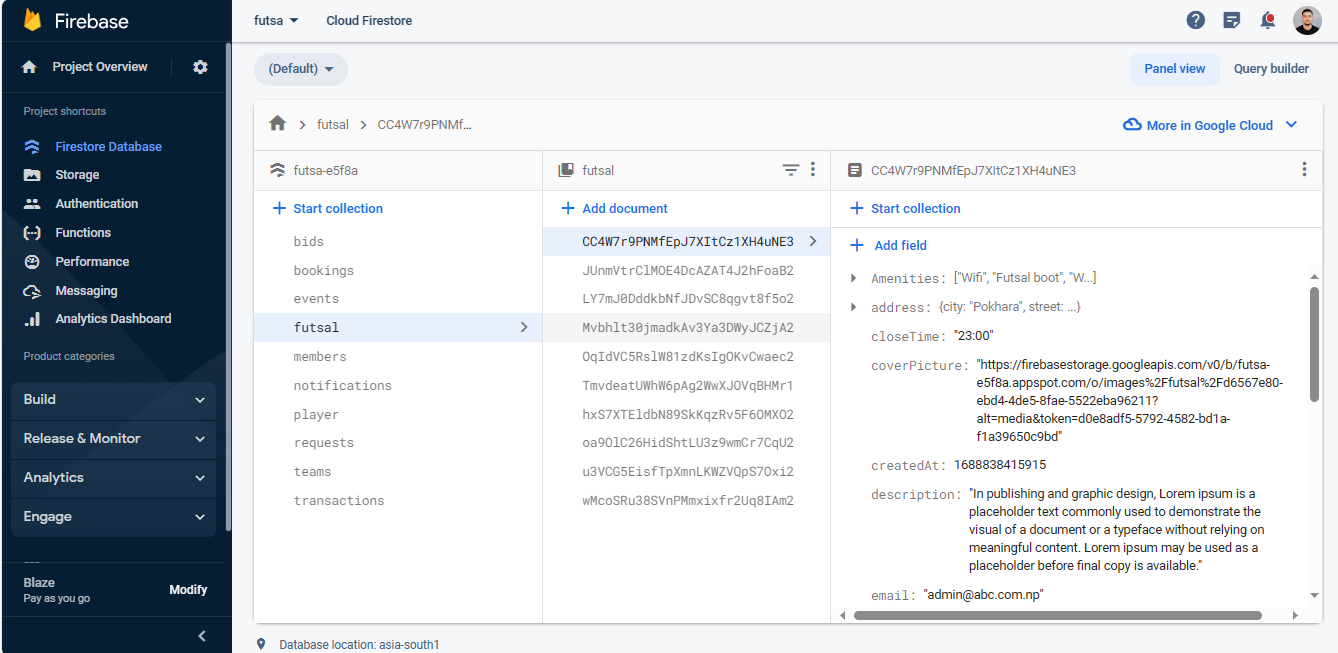 Firebase
futsa
Cloud Firestore
Project Overview
(Default)
Panel view
Query builder
Project shortcuts
Firestore Database
Storage
Authentication
Functions
Performance
Messaging
Analytics Dashboard
Product categories
Build
Release & Monitor
Analytics
Engage
Blaze
Pay as you go
Modify
futsal
CC4W7r9PNMf...
More in Google Cloud
futsa-e5f8a
Start collection
bids
bookings
events
futsal
members
notifications
player
requests
teams
transactions
futsal
Add document
CC4W7r9PNMfEpJ7XItCz1XH4uNE3
JUnmVtrClMOE4DcAZAT4J2hFoaB2
LY7mJ0DddkbNfJDvSC8qgvt8f5o2
Mvbhlt30jmadkAv3Ya3DWyJCZjA2
OqIdVC5RslW81zdKsIgOKvCwaec2
TmvdeatUWhW6pAg2WwXJOVqBHMr1
hxS7XTEldbN89SkKqzRv5F6OMXO2
oa9OlC26HidShtLU3z9wmCr7CqU2
u3VCG5EisfTpXmnLKWZVQpS7Oxi2
wMcoSRu38SVnPMmxixfr2Uq8IAm2
CC4W7r9PNMfEpJ7XItCz1XH4uNE3
Start collection
Add field
Amenities: ["Wifi", "Futsal boot", "W...]
address: {city: "Pokhara", street: ...}
closeTime: "23:00"
coverPicture: "https://firebasestorage.googleapis.com/v0/b/futsa-
e5f8a.appspot.com/o/images%2Ffutsal%2Fd6567e80-
ebd4-4de5-8fae-5522eba96211?
alt=media&token=d0e8adf5-5792-4582-bd1a-
f1a39650c9bd"
createdAt: 1688838415915
description: "In publishing and graphic design, Lorem ipsum is a
placeholder text commonly used to demonstrate the
visual of a document or a typeface without relying on
meaningful content. Lorem ipsum may be used as a
placeholder before final copy is available."
email: "admin@abc.com.np"
Database location: asia-south1